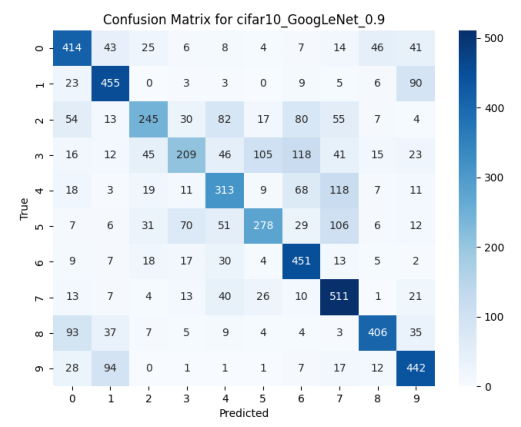 Confusion Matrix for cifar10_GoogLeNet_0.9
0 414 43 25 6 8 4 7 14 46 41
1 23 455 0 3 3 0 9 5 6 90
2 54 13 245 30 82 17 80 55 7 4
3 16 12 45 209 46 105 118 41 15 23
4 18 3 19 11 313 9 68 118 7 11
5 7 6 31 70 51 278 29 106 6 12
6 9 7 18 17 30 4 451 13 5 2
7 13 7 4 13 40 26 10 511 1 21
8 93 37 7 5 9 4 4 3 406 35
9 28 94 0 1 1 1 7 17 12 442
0 1 2 3 4 5 6 7 8 9
Predicted
True
500
400
300
200
100
0